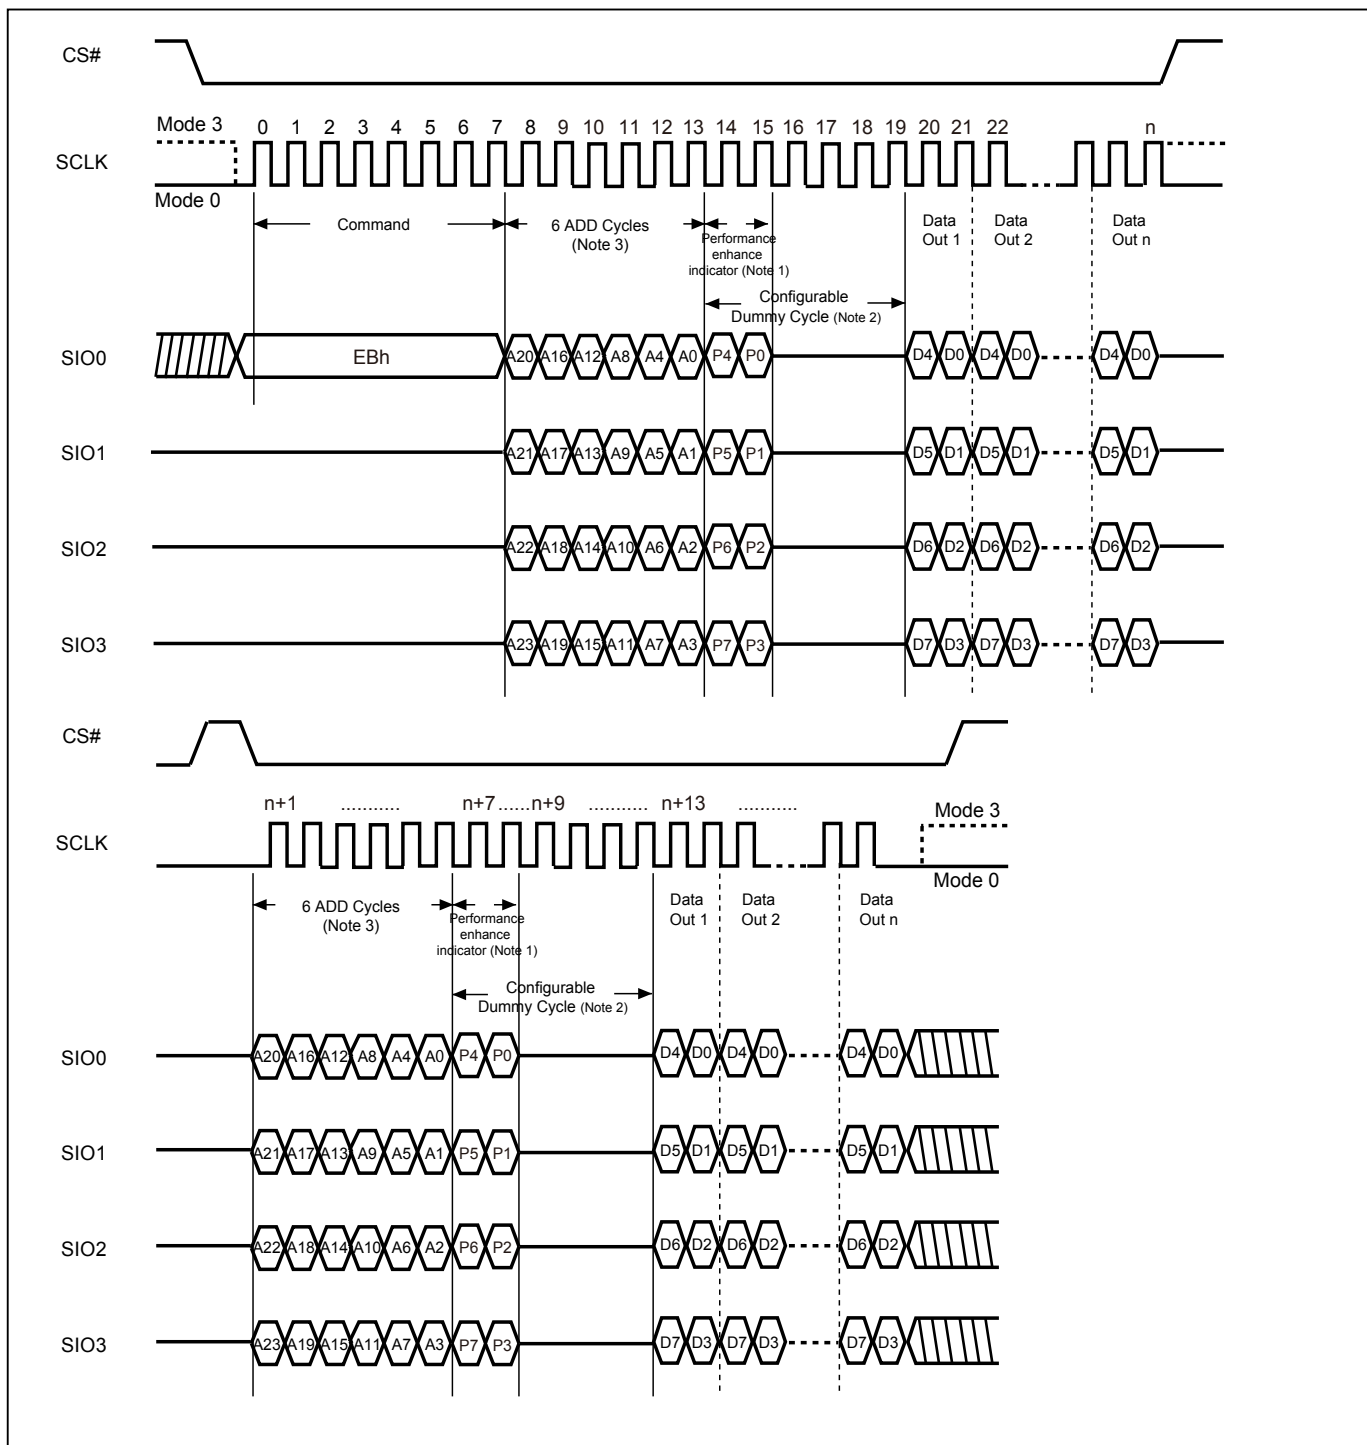 CS#
Mode 3
0 1 2 3 4 5 6 7 8 9 10 11 12 13 14 15 16 17 18 19 20 21 22 n
SCLK
Mode 0
Command
6 ADD Cycles
(Note 3)
Performance
enhance
indicator (Note 1)
Data
Out 1
Data
Out 2
Data
Out n
Configurable
Dummy Cycle (Note 2)
SIO0 EBh A20 A16 A12 A8 A4 A0 P4 P0 D4 D0 D4 D0 D4 D0
SIO1 A21 A17 A13 A9 A5 A1 P5 P1 D5 D1 D5 D1 D5 D1
SIO2 A22 A18 A14 A10 A6 A2 P6 P2 D6 D2 D6 D2 D6 D2
SIO3 A23 A19 A15 A11 A7 A3 P7 P3 D7 D3 D7 D3 D7 D3
CS#
n+1 ........... n+7 ......n+9 ........... n+13 ...........
Mode 3
SCLK
Mode 0
6 ADD Cycles
(Note 3)
Performance
enhance
indicator (Note 1)
Data
Out 1
Data
Out 2
Data
Out n
Configurable
Dummy Cycle (Note 2)
SIO0 A20 A16 A12 A8 A4 A0 P4 P0 D4 D0 D4 D0 D4 D0
SIO1 A21 A17 A13 A9 A5 A1 P5 P1 D5 D1 D5 D1 D5 D1
SIO2 A22 A18 A14 A10 A6 A2 P6 P2 D6 D2 D6 D2 D6 D2
SIO3 A23 A19 A15 A11 A7 A3 P7 P3 D7 D3 D7 D3 D7 D3